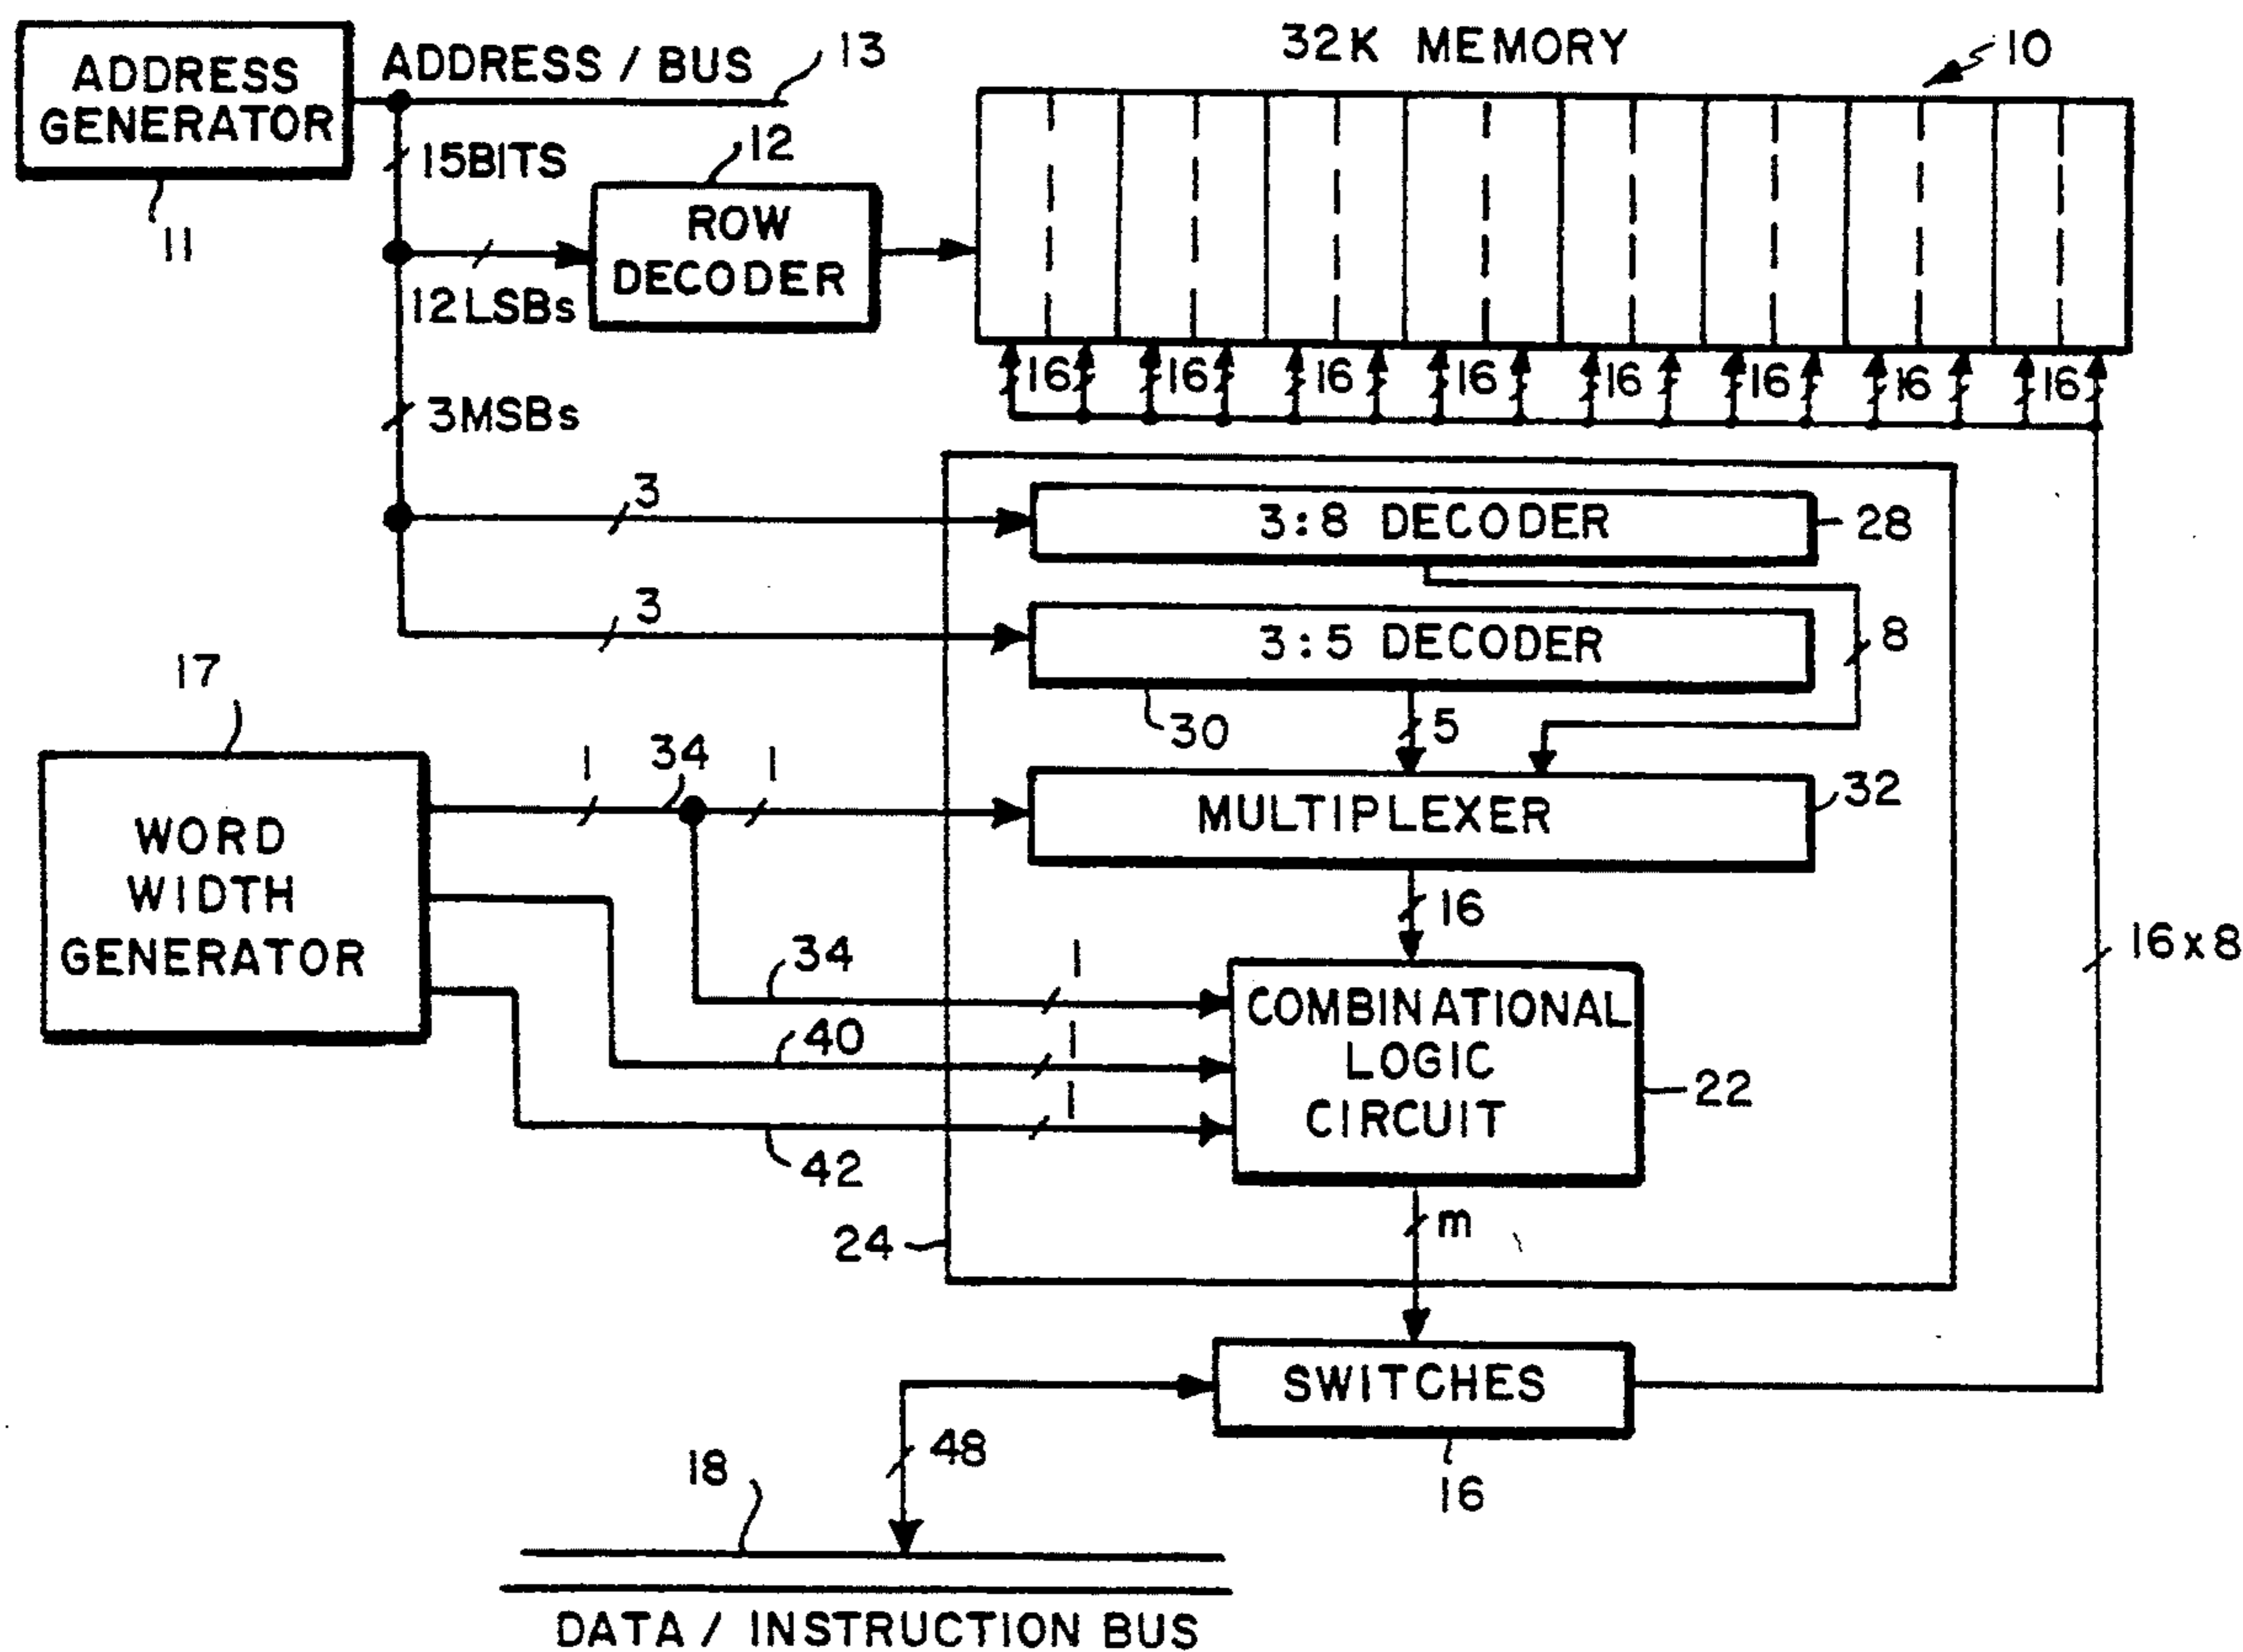 ADDRESS
GENERATOR
11
ADDRESS / BUS
13
15BITS
12
ROW
DECODER
12LSBs
3MSBs
32K MEMORY
10
16 16 16 16 16 16 16 16
3
3:8 DECODER
28
3
3:5 DECODER
8
30
5
17
WORD
WIDTH
GENERATOR
1
34
1
MULTIPLEXER
32
16
16x8
34
1
40
1
42
1
COMBINATIONAL
LOGIC
CIRCUIT
22
24
m
SWITCHES
16
48
18
DATA / INSTRUCTION BUS